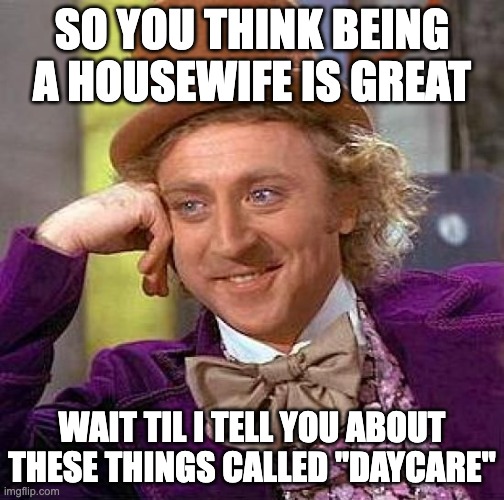 SO YOU THINK BEING
A HOUSEWIFE IS GREAT
WAIT TIL I TELL YOU ABOUT
THESE THINGS CALLED "DAYCARE"
imgflip.com